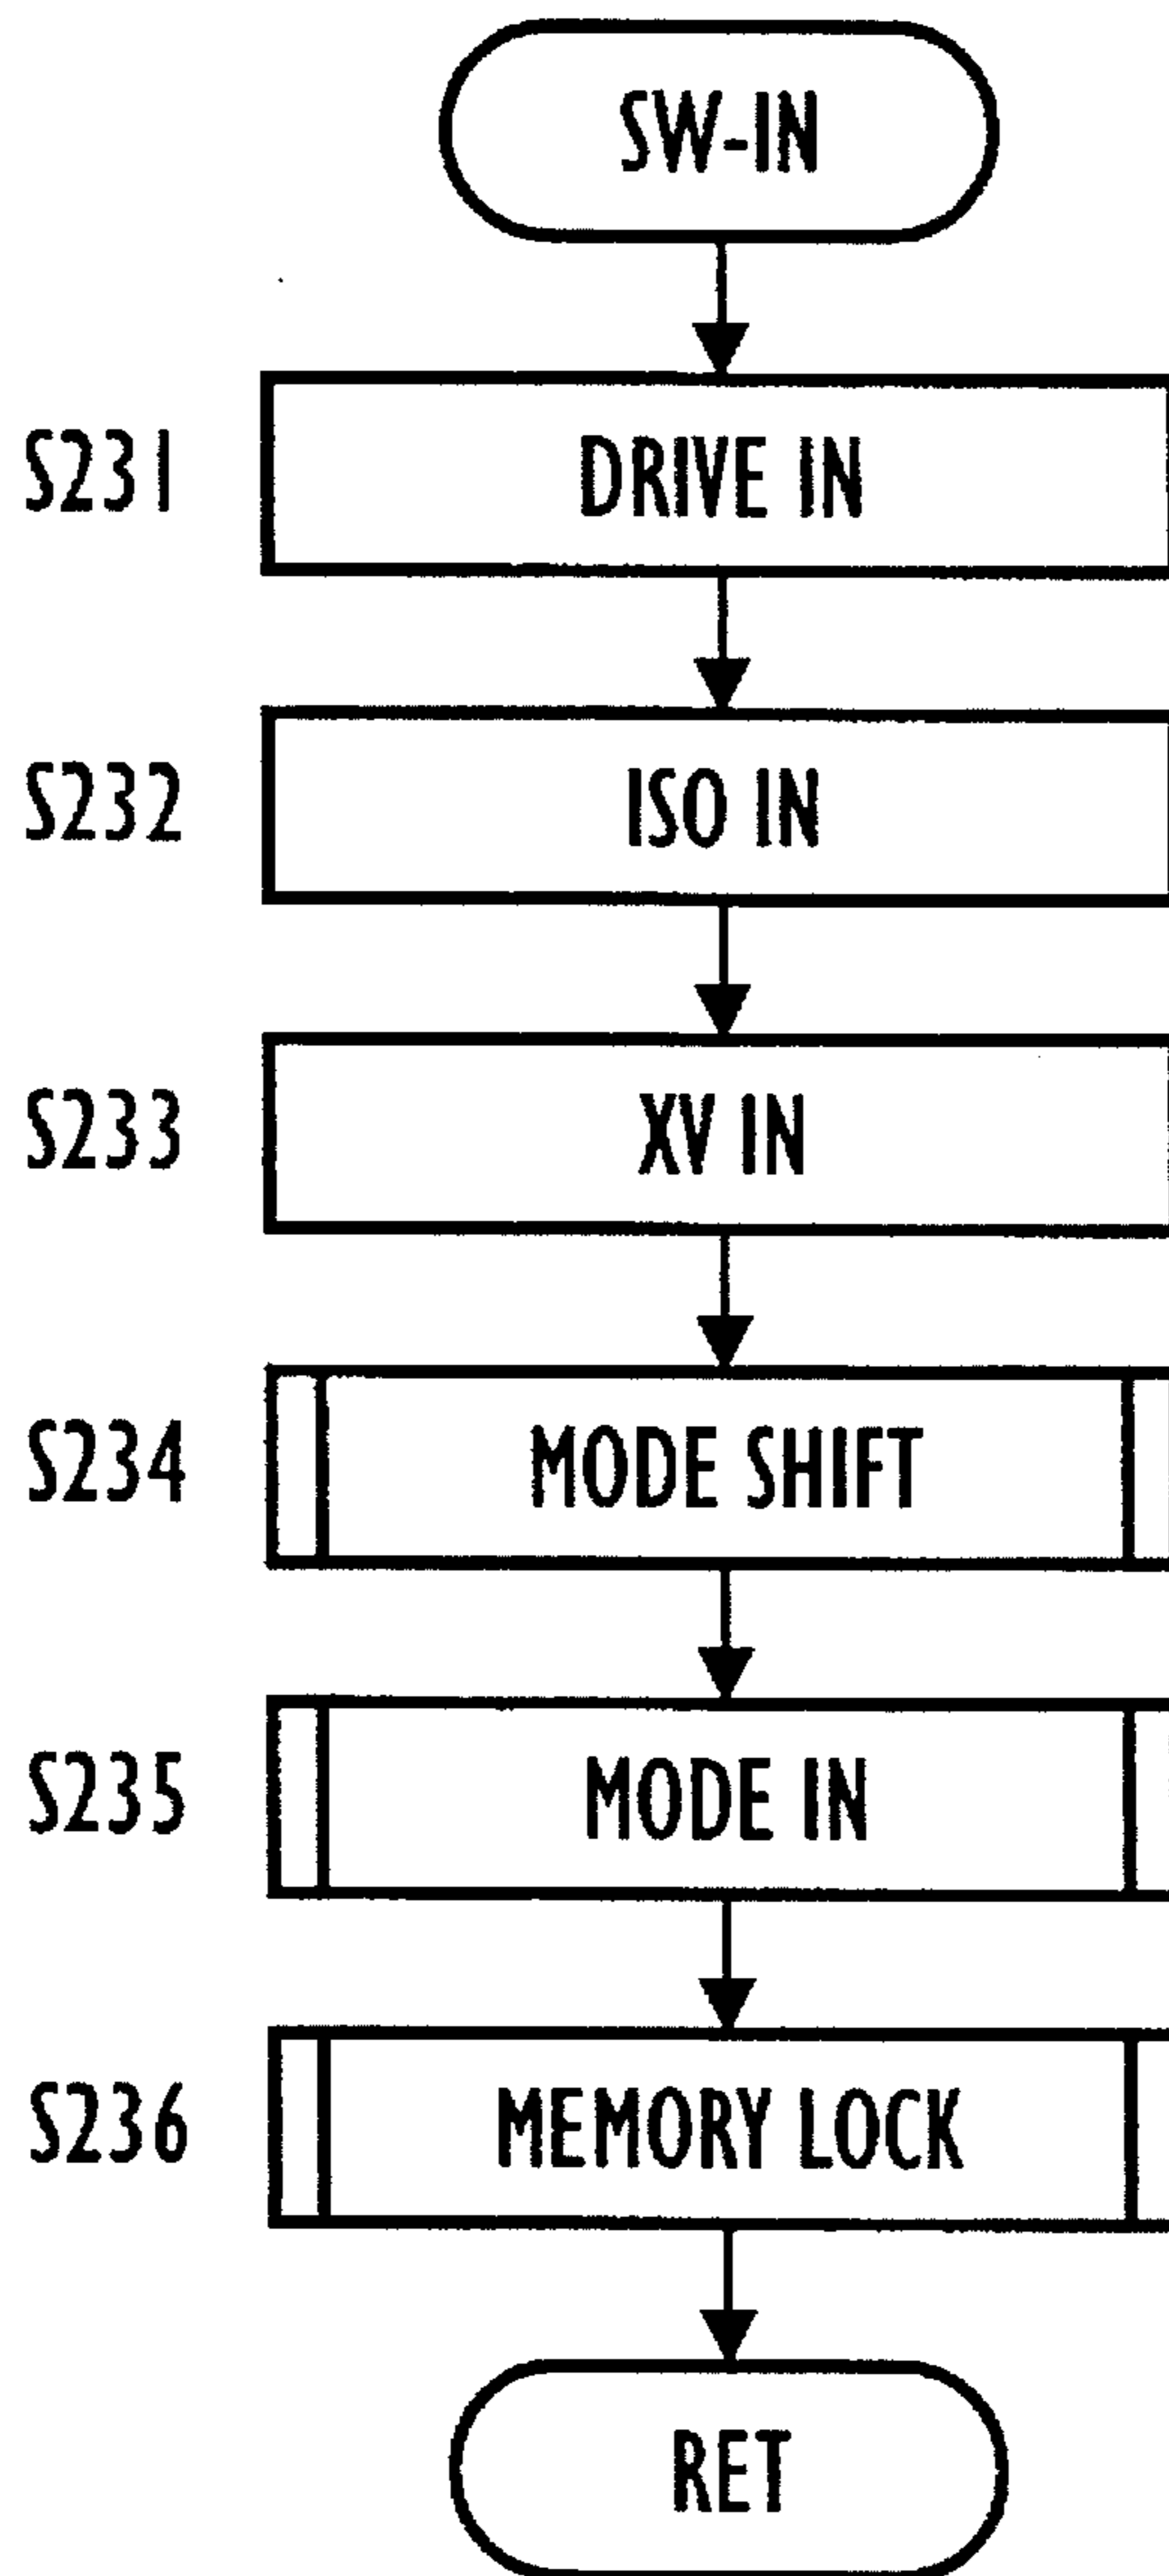 SW-IN
S231 DRIVE IN
S232 ISO IN
S233 XV IN
S234 MODE SHIFT
S235 MODE IN
S236 MEMORY LOCK
RET